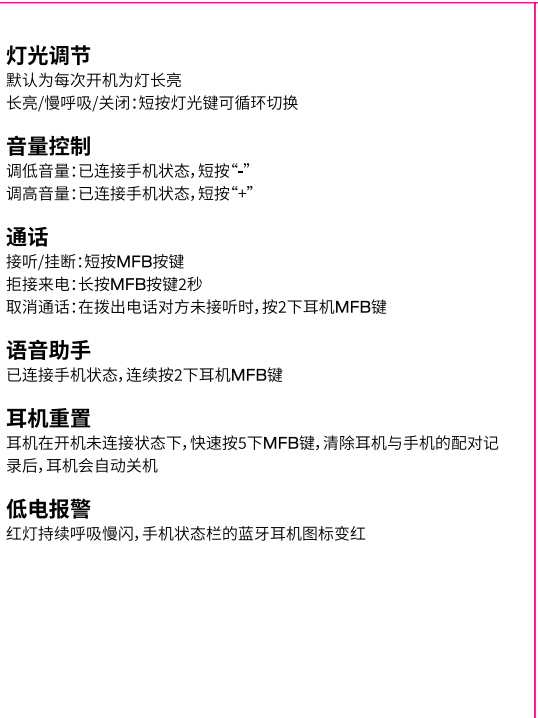 灯光调节
默认为每次开机为灯长亮
长亮/慢呼吸/关闭：短按灯光键可循环切换
音量控制
调低音量：已连接手机状态，短按“-”
调高音量：已连接手机状态，短按“+”
通话
接听/挂断：短按MFB按键
拒接来电：长按MFB按键2秒
取消通话：在拨出电话对方未接听时，按2下耳机MFB键
语音助手
已连接手机状态，连续按2下耳机MFB键
耳机重置
耳机在开机未连接状态下，快速按5下MFB键，清除耳机与手机的配对记
录后，耳机会自动关机
低电报警
红灯持续呼吸慢闪，手机状态栏的蓝牙耳机图标变红